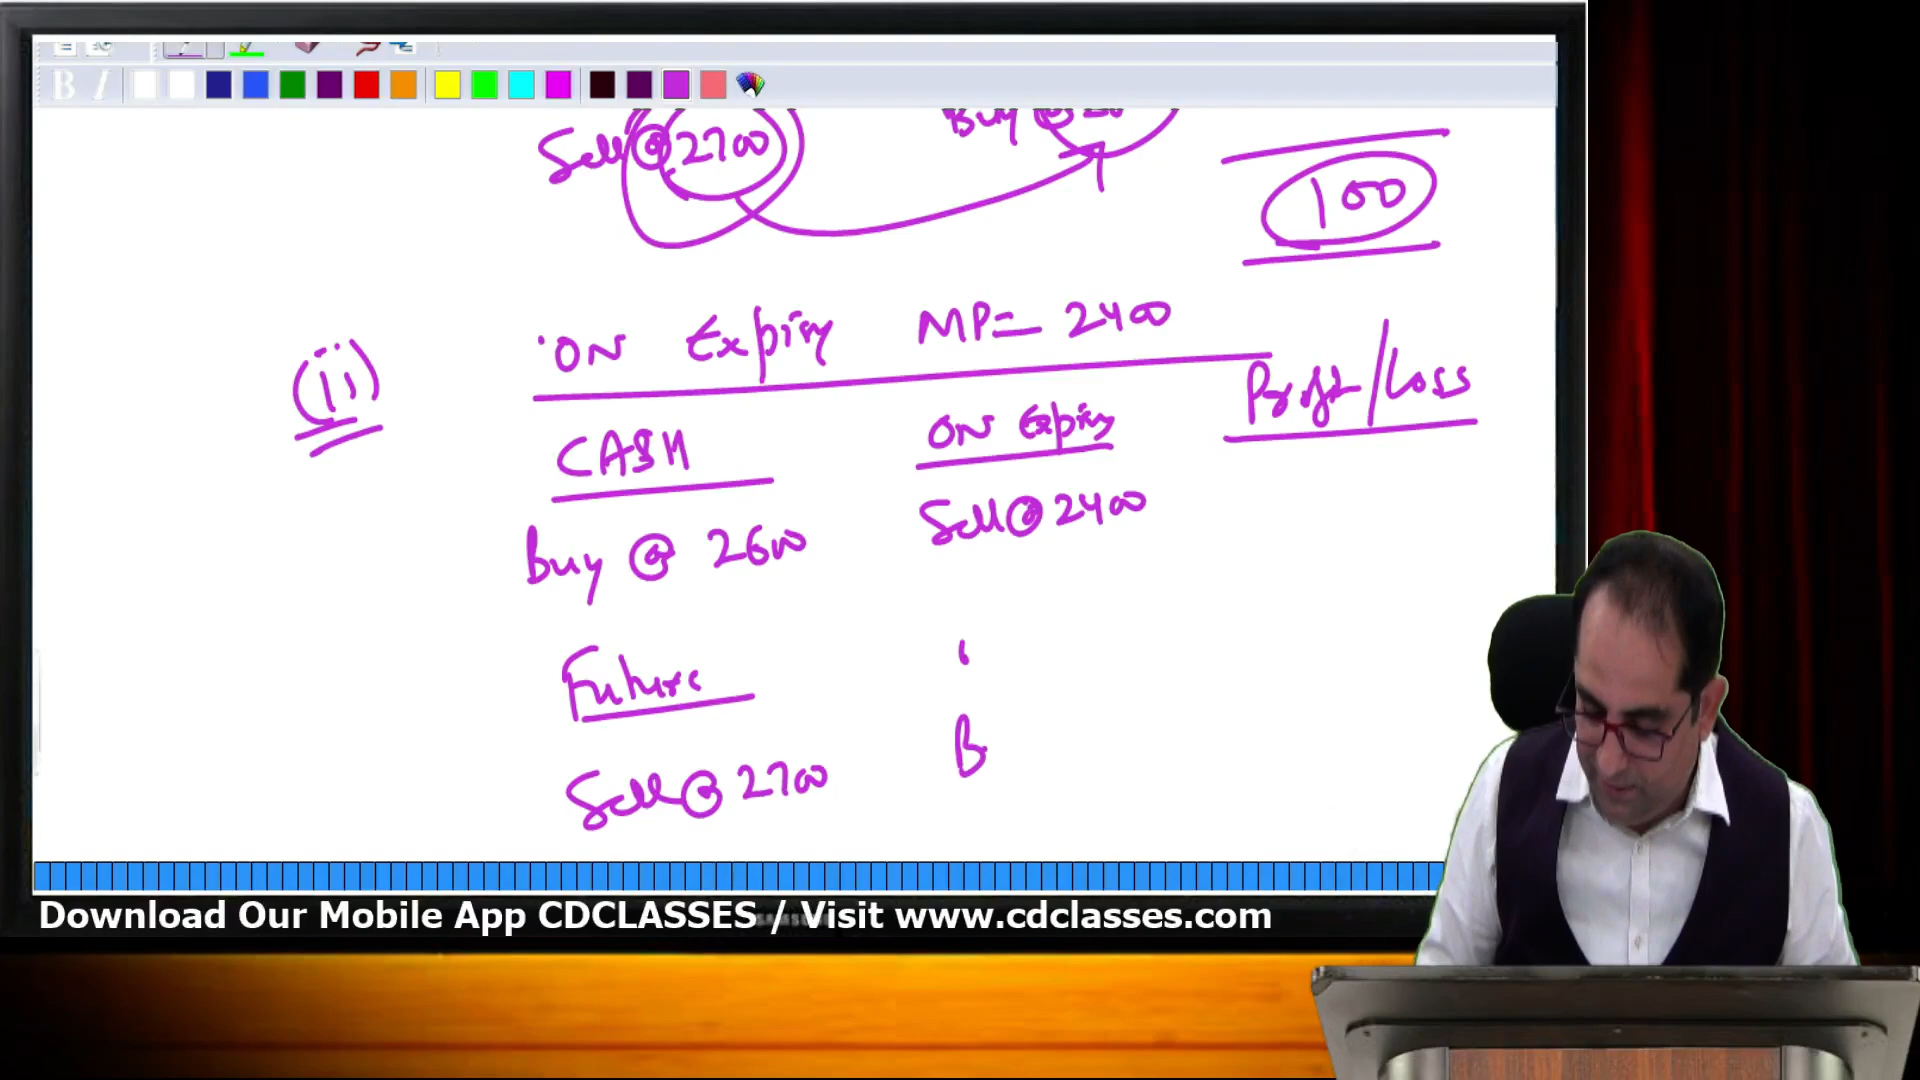 B I
Sell @ 2700 Buy @
100
(ii) ON Expiry MP= 2400
CASH ON Expiry Profit/Loss
Buy @ 2600 Sell @ 2400
Future
Sell @ 2700 B
Download Our Mobile App CDCLASSES / Visit www.cdclasses.com